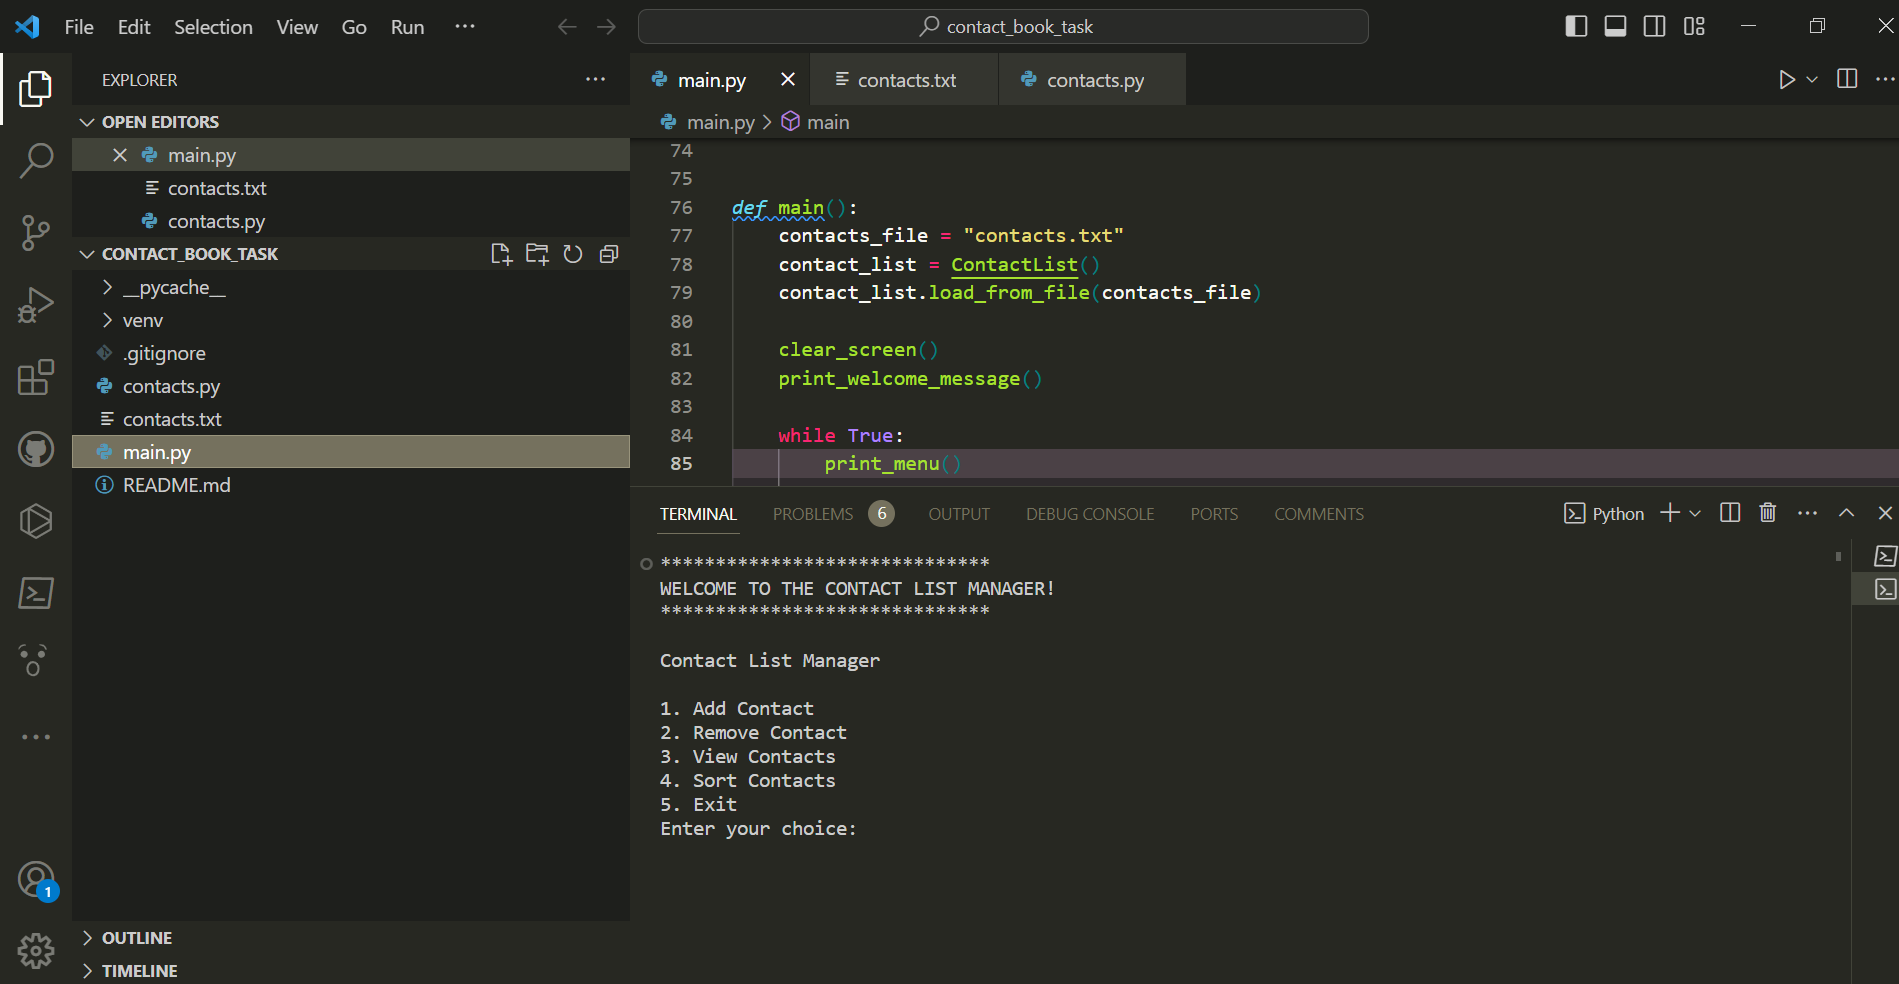 File Edit Selection View Go Run ···
contact_book_task
EXPLORER ···
OPEN EDITORS
main.py
contacts.txt
contacts.py
CONTACT_BOOK_TASK
__pycache__
venv
.gitignore
contacts.py
contacts.txt
main.py
README.md
1
OUTLINE
TIMELINE
main.py contacts.txt contacts.py
main.py > main
74
75
76 def main():
77 contacts_file = "contacts.txt"
78 contact_list = ContactList()
79 contact_list.load_from_file(contacts_file)
80
81 clear_screen()
82 print_welcome_message()
83
84 while True:
85 print_menu()
TERMINAL PROBLEMS 6 OUTPUT DEBUG CONSOLE PORTS COMMENTS Python
******************************
WELCOME TO THE CONTACT LIST MANAGER!
******************************
Contact List Manager
1. Add Contact
2. Remove Contact
3. View Contacts
4. Sort Contacts
5. Exit
Enter your choice: